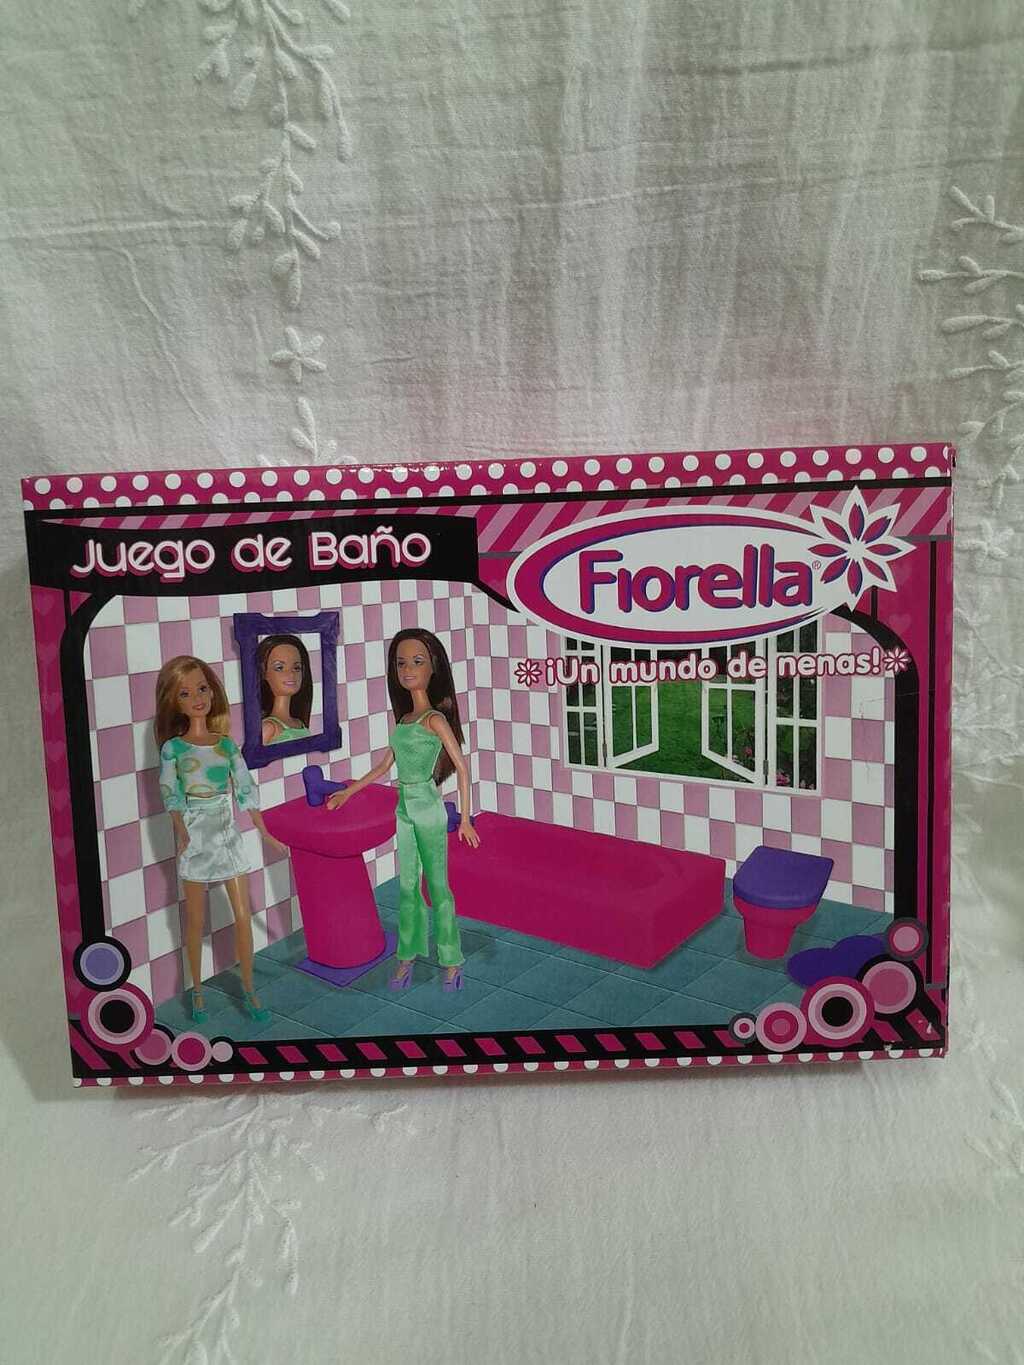 Juego de Baño
Fiorella®
¡Un mundo de nenas!